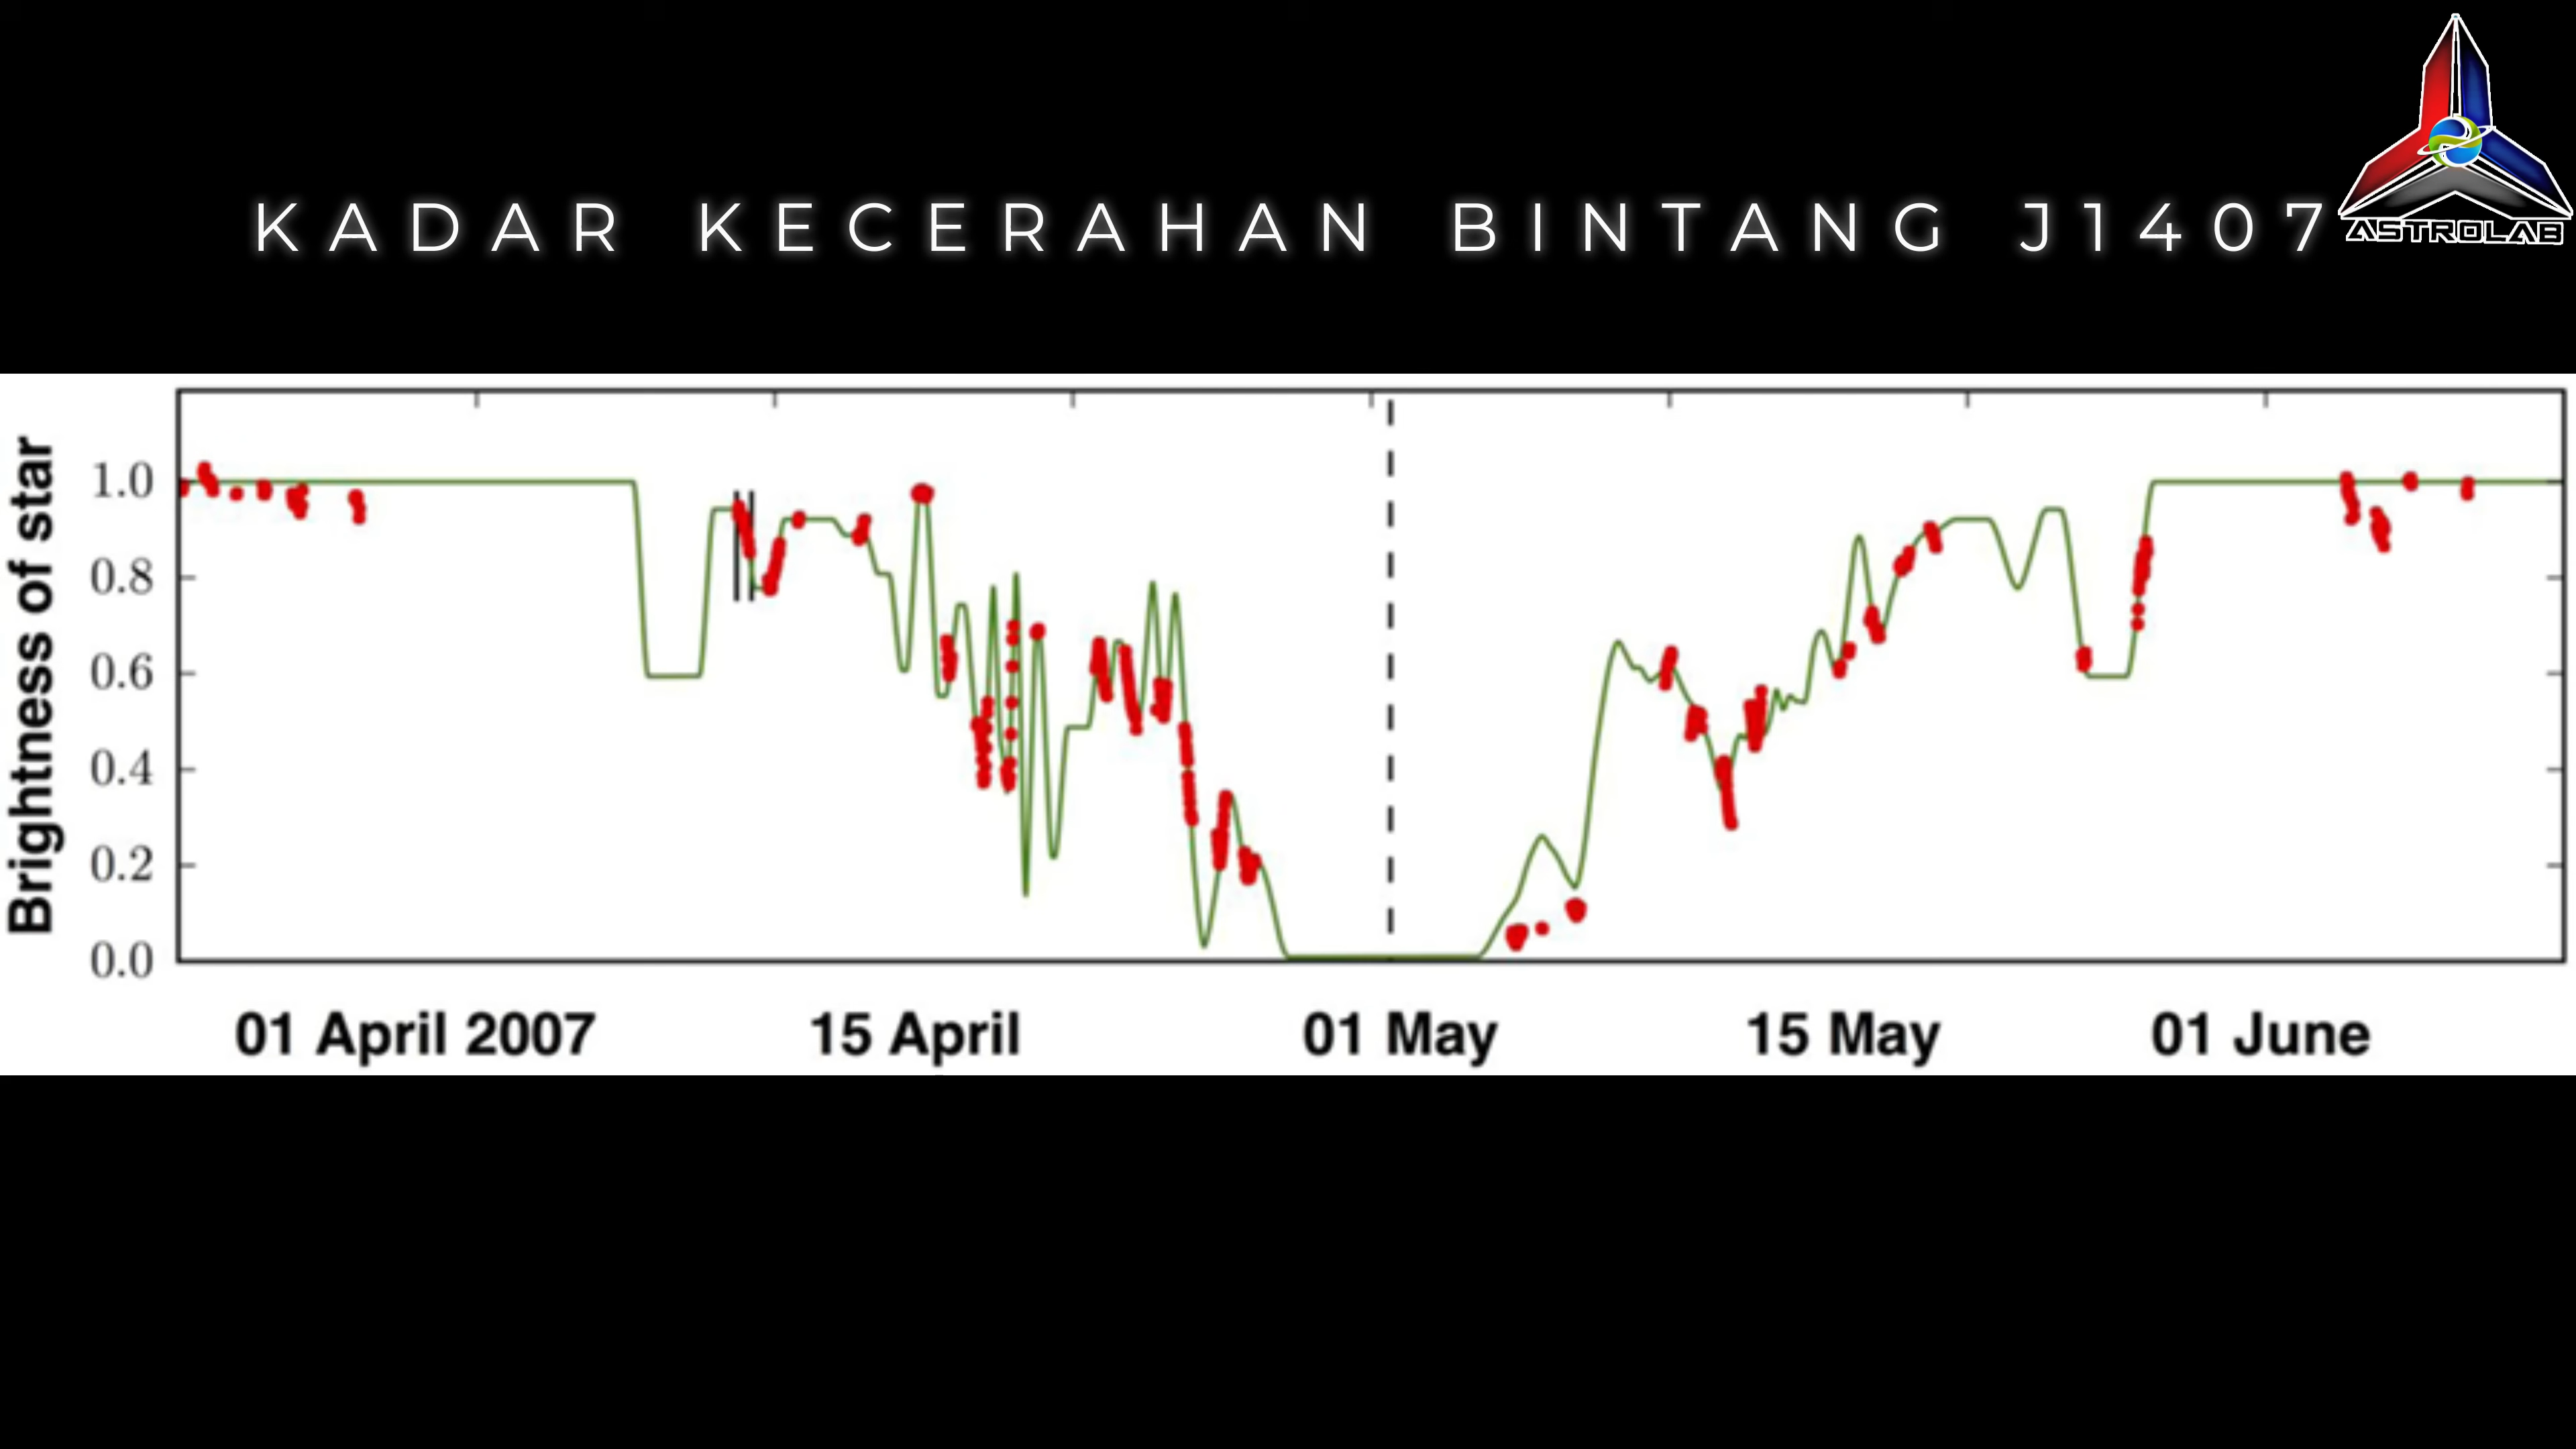 KADAR KECERAHAN BINTANG J1407
ASTROLAB
Brightness of star
1.0
0.8
0.6
0.4
0.2
0.0
01 April 2007 15 April 01 May 15 May 01 June